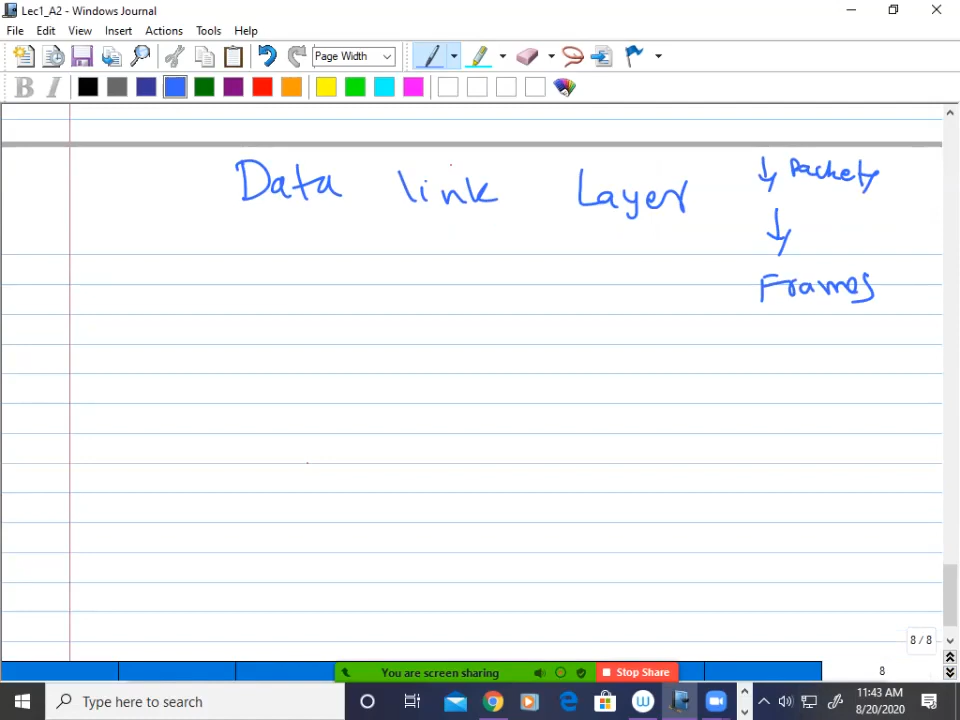 Lec1_A2 - Windows Journal
File Edit View Insert Actions Tools Help
Page Width
B I
Data link Layer
Packets
Frames
8 / 8
8
You are screen sharing
Stop Share
Type here to search
11:43 AM
8/20/2020